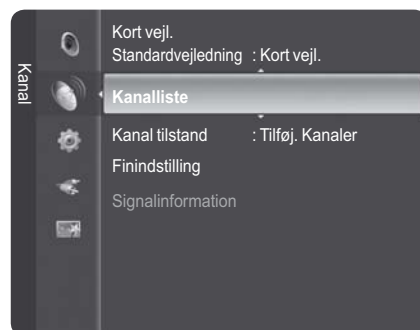 Kanal
Kort vejl.
Standardvejledning : Kort vejl.
Kanalliste
Kanal tilstand : Tilføj. Kanaler
Finindstilling
Signalinformation